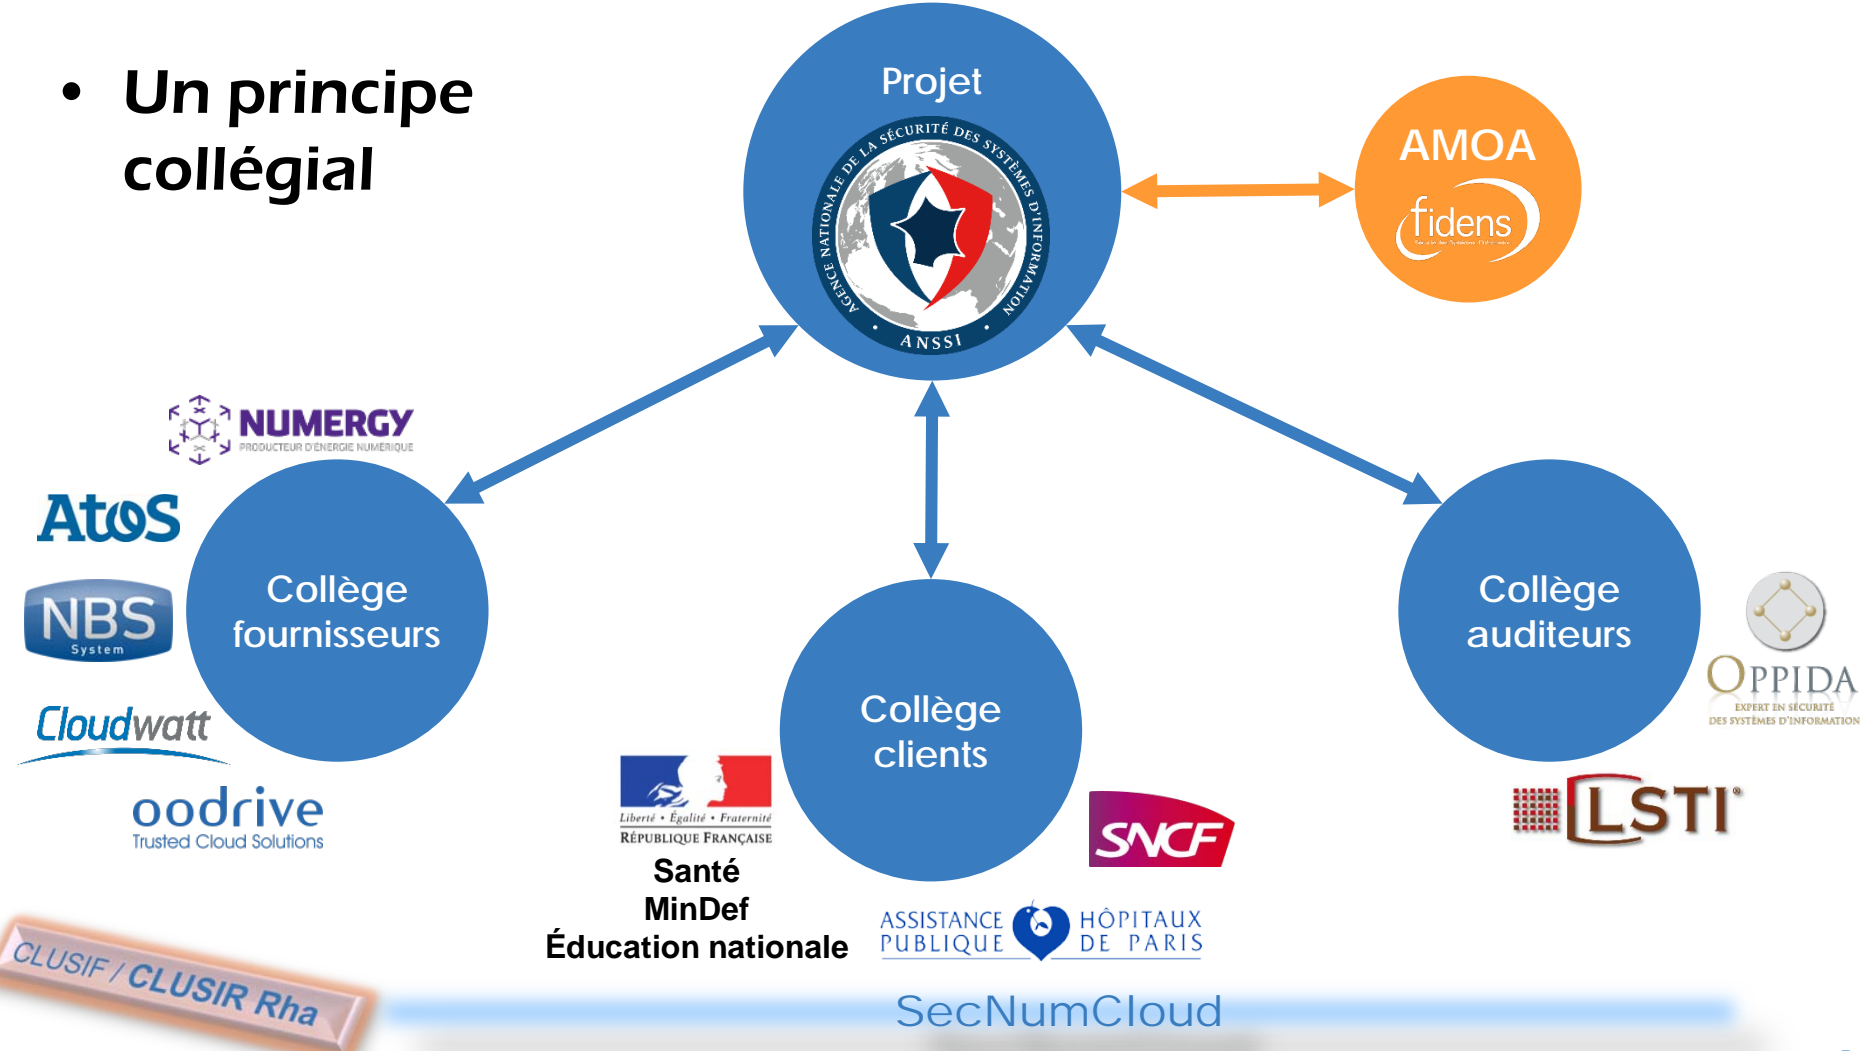 • Un principe
collégial
Projet
AGENCE NATIONALE DE LA SÉCURITÉ DES SYSTÈMES D'INFORMATION
• ANSSI •
AMOA
fidens
NUMERGY
PRODUCTEUR D'ÉNERGIE NUMÉRIQUE
Atos
NBS
System
Cloudwatt
oodrive
Trusted Cloud Solutions
Collège
fournisseurs
Collège
clients
Collège
auditeurs
OPPIDA
EXPERT EN SÉCURITÉ
DES SYSTÈMES D'INFORMATION
LSTI®
Liberté • Égalité • Fraternité
RÉPUBLIQUE FRANÇAISE
Santé
MinDef
Éducation nationale
SNCF
ASSISTANCE HÔPITAUX
PUBLIQUE DE PARIS
CLUSIF / CLUSIR Rha
SecNumCloud